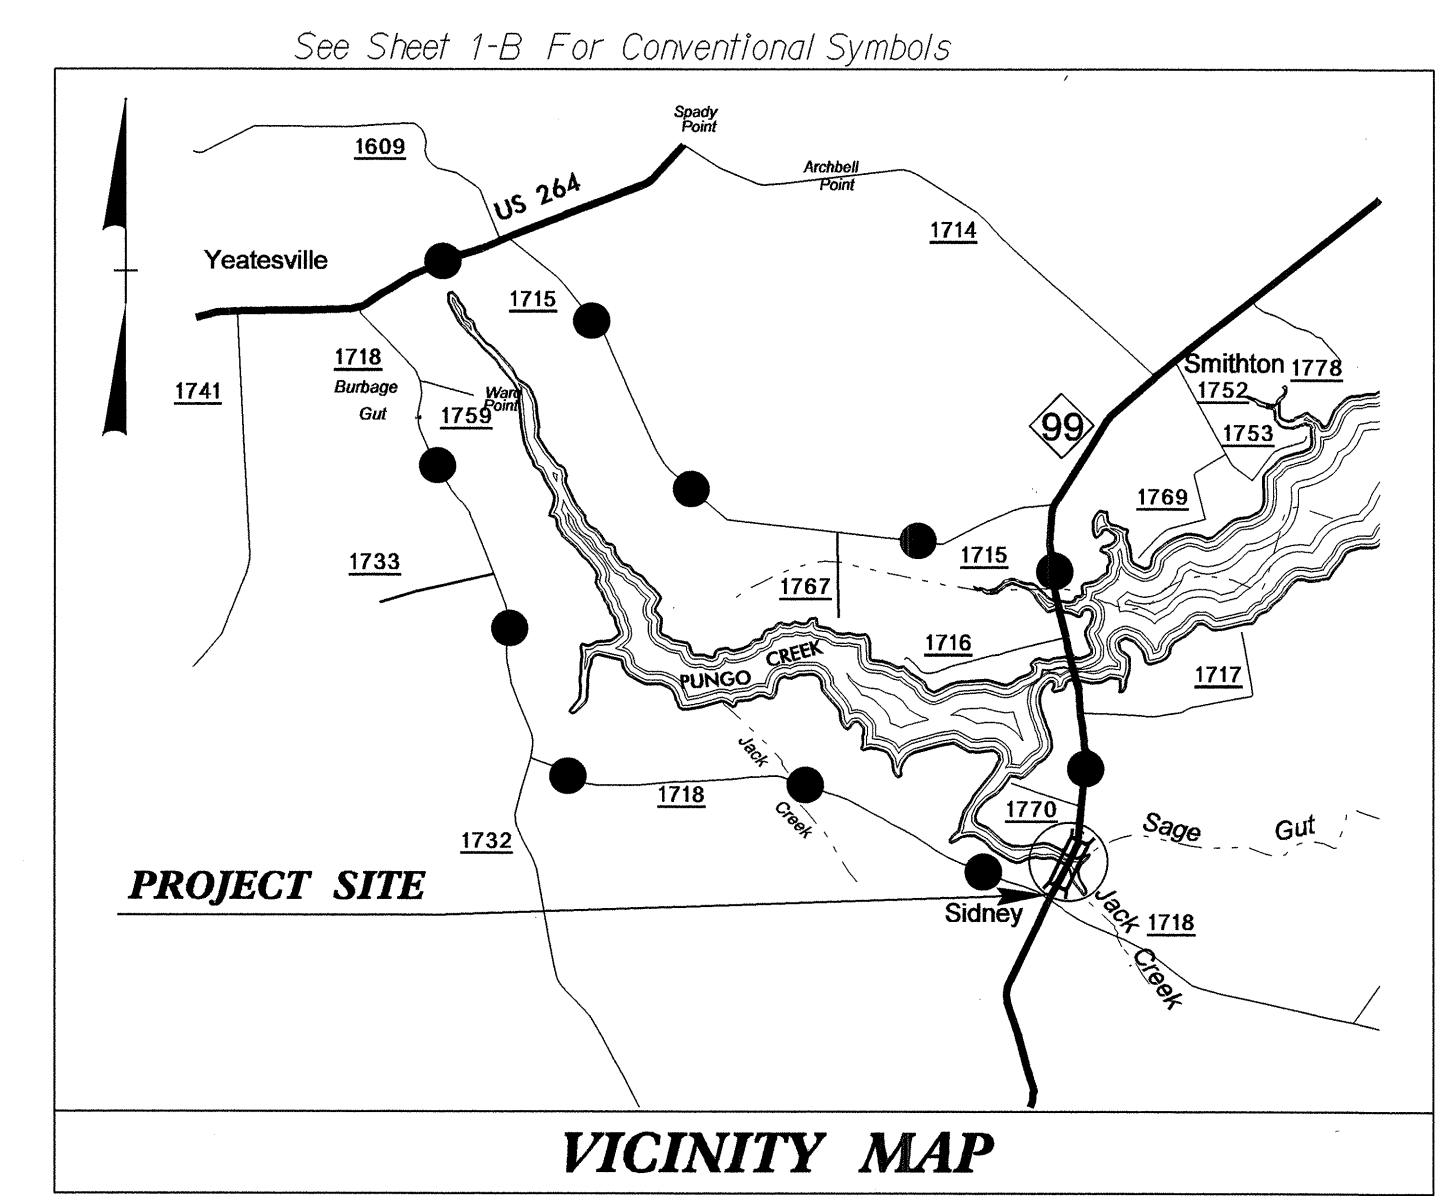 See Sheet 1-B For Conventional Symbols
Spady
Point
1609
Archbell
Point
US 264
1714
Yeatesville
1715
1718
Smithton
1778
1741
Burbage
Gut
Ward
Point
1759
1752
99
1753
1769
1733
1715
1767
1716
PUNGO CREEK
1717
Jack
Creek
1718
1770
Sage Gut
1732
PROJECT SITE
Sidney
Jack
Creek
1718
VICINITY MAP